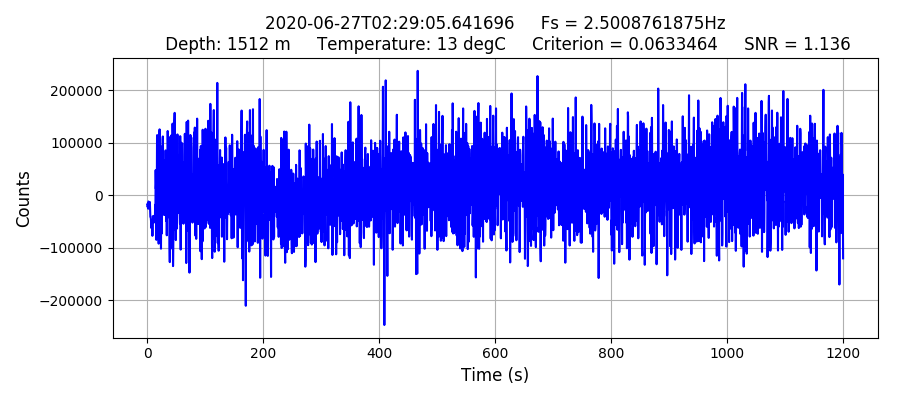 2020-06-27T02:29:05.641696 Fs = 2.5008761875Hz
Depth: 1512 m Temperature: 13 degC Criterion = 0.0633464 SNR = 1.136
Counts
200000
100000
0
−100000
−200000
0 200 400 600 800 1000 1200
Time (s)